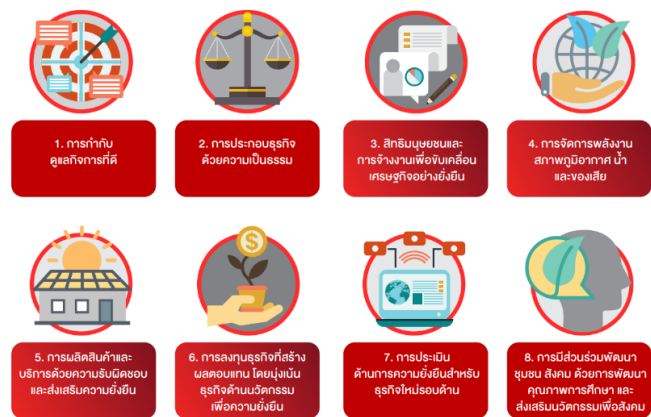 1. การกำกับ
ดูแลกิจการที่ดี
2. การประกอบธุรกิจ
ด้วยความเป็นธรรม
3. สิทธิมนุษยชนและ
การจ้างงานเพื่อขับเคลื่อน
เศรษฐกิจอย่างยั่งยืน
4. การจัดการพลังงาน
สภาพภูมิอากาศ น้ำ
และของเสีย
5. การผลิตสินค้าและ
บริการด้วยความรับผิดชอบ
และส่งเสริมความยั่งยืน
6. การลงทุนธุรกิจที่สร้าง
ผลตอบแทน โดยมุ่งเน้น
ธุรกิจด้านนวัตกรรม
เพื่อความยั่งยืน
7. การประเมิน
ด้านความยั่งยืนสำหรับ
ธุรกิจใหม่รอบด้าน
8. การมีส่วนร่วมพัฒนา
ชุมชน สังคม ด้วยการพัฒนา
คุณภาพการศึกษา และ
ส่งเสริมนวัตกรรมเพื่อสังคม